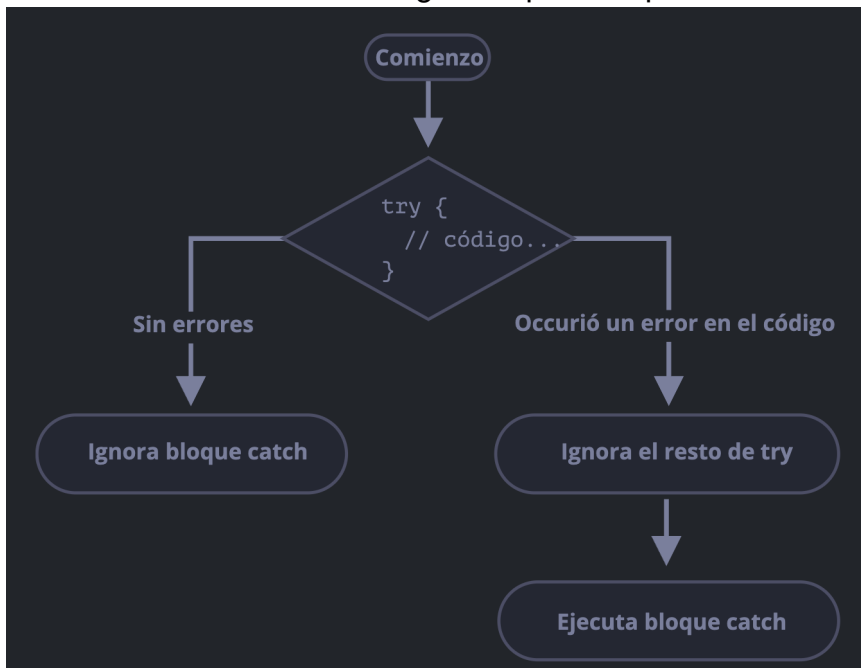 Comienzo
try {
// código...
}
Sin errores
Occurió un error en el código
Ignora bloque catch
Ignora el resto de try
Ejecuta bloque catch